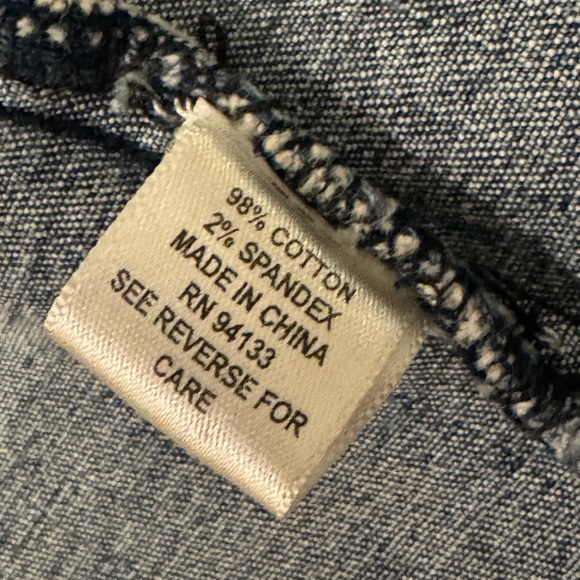 98% COTTON
2% SPANDEX
MADE IN CHINA
RN 94133
SEE REVERSE FOR
CARE